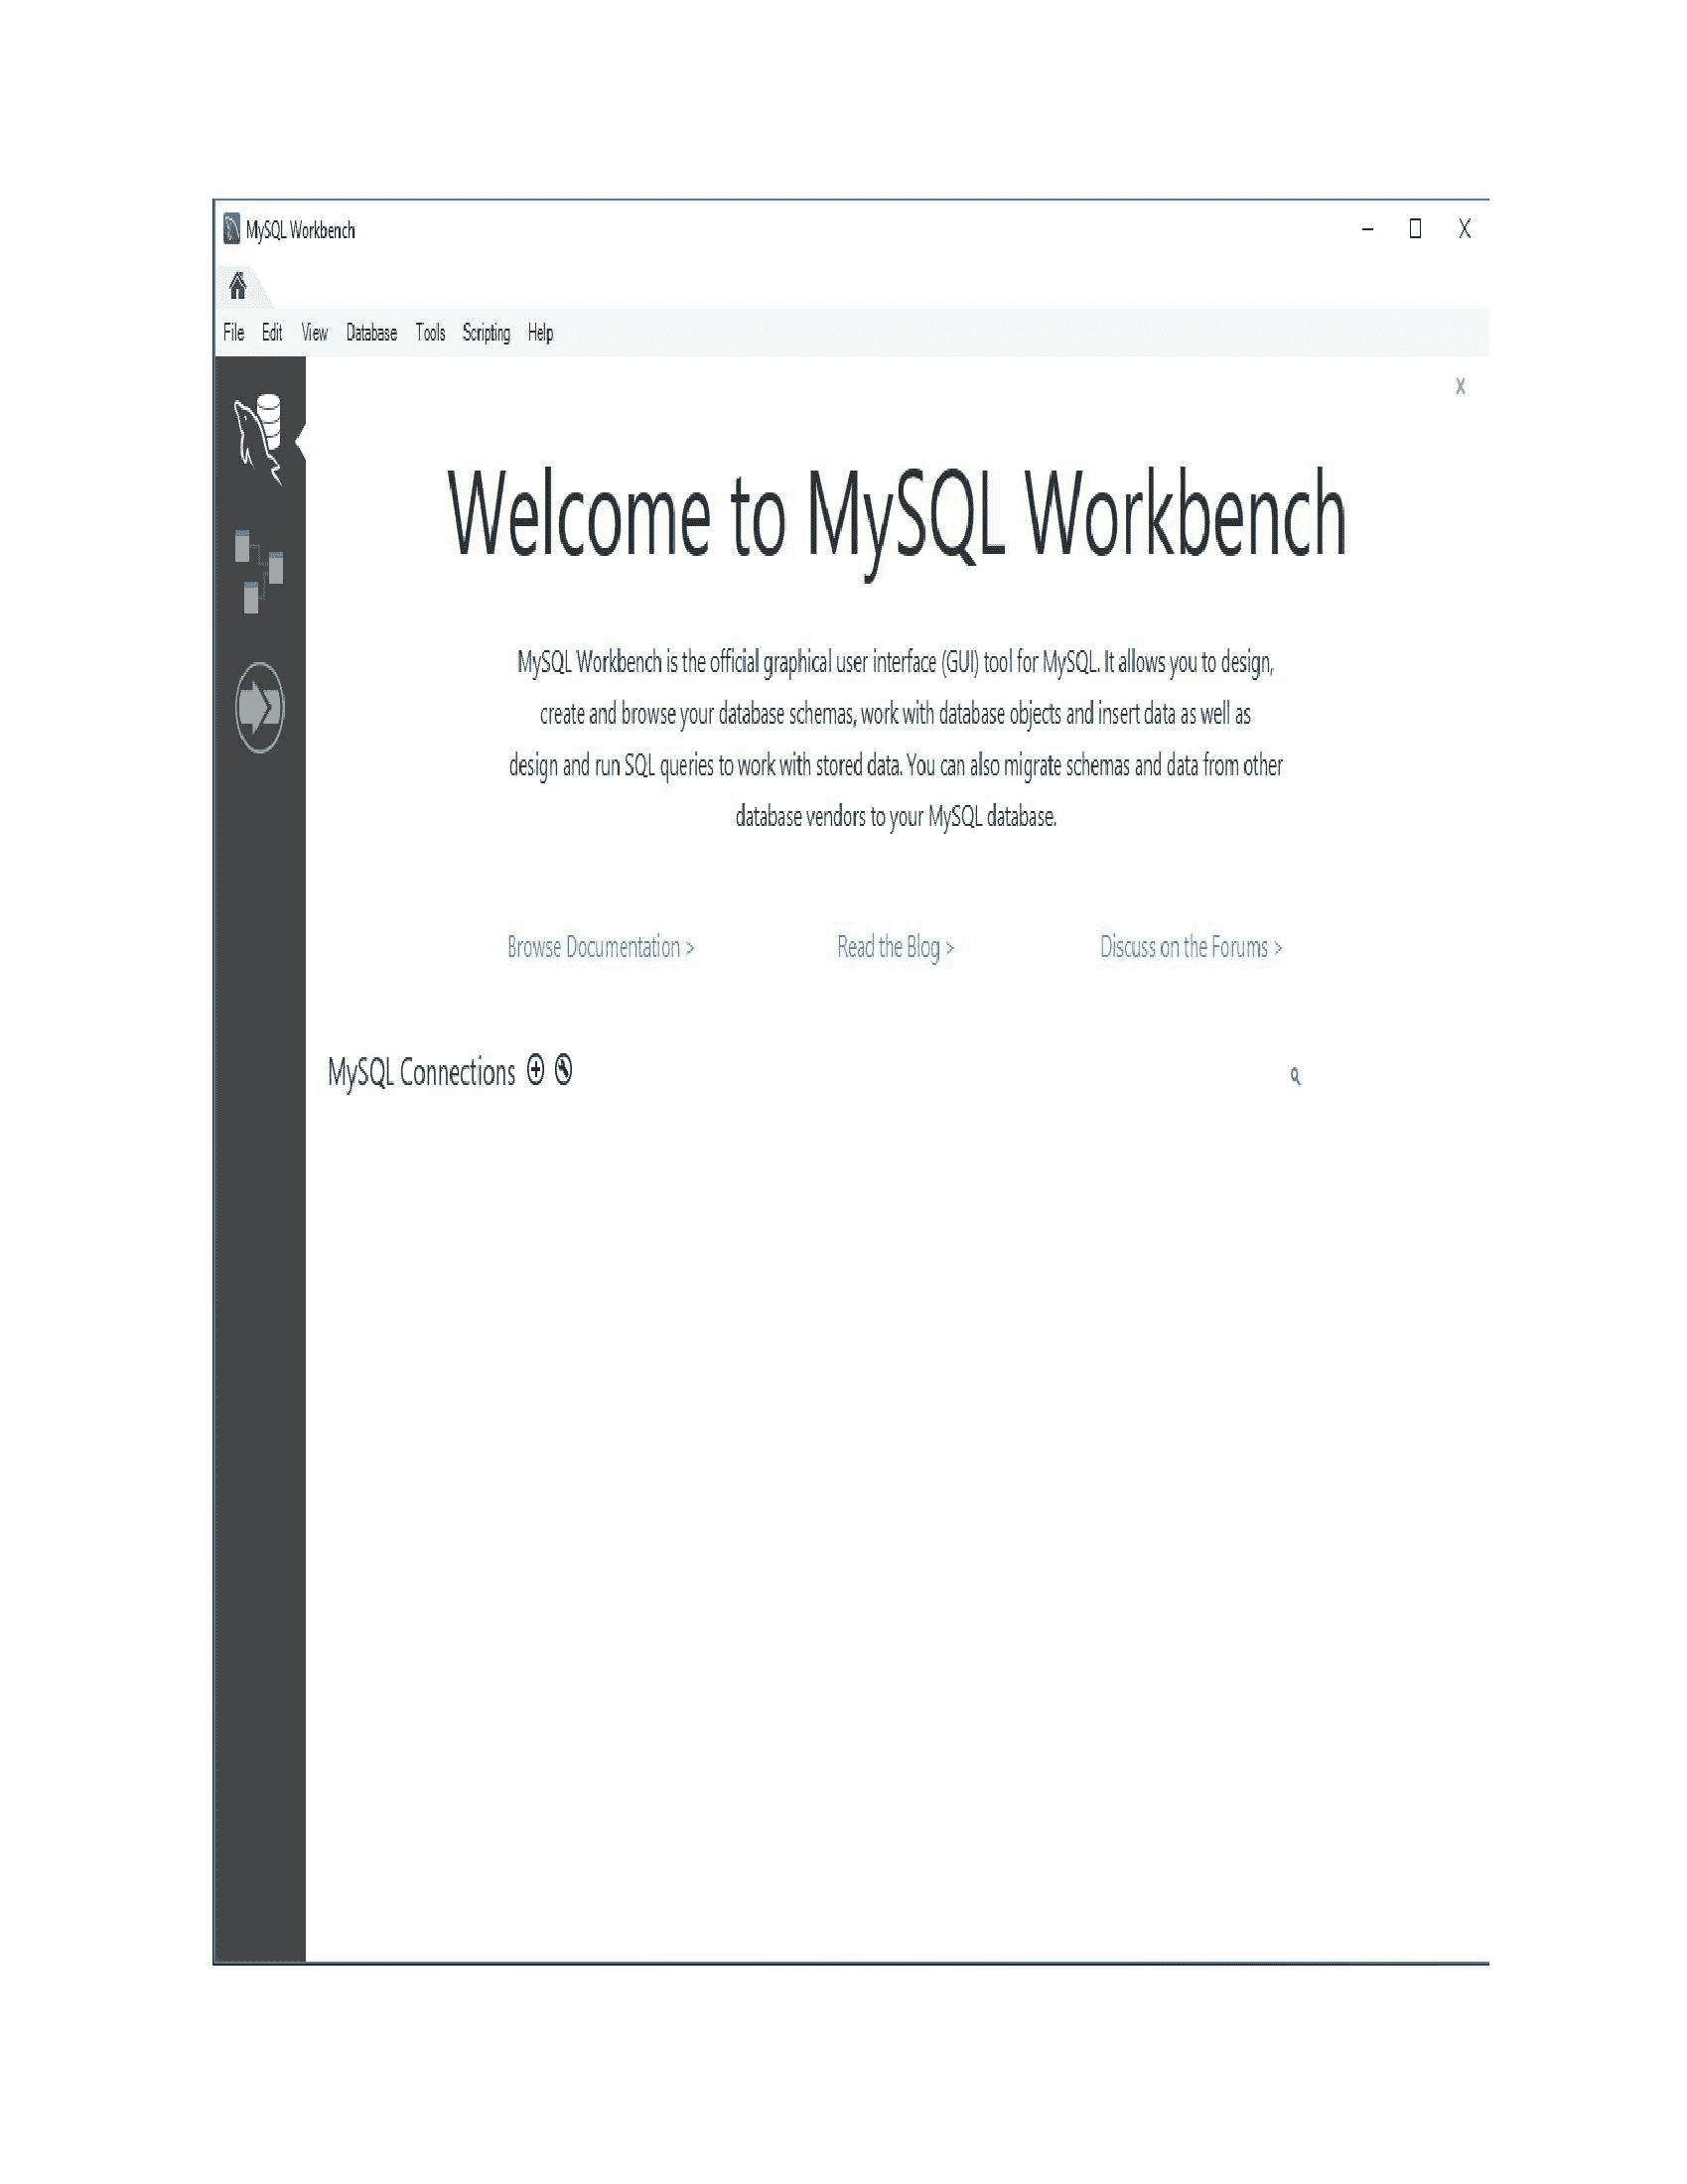 MySQL Workbench
File Edit View Database Tools Scripting Help
Welcome to MySQL Workbench
MySQL Workbench is the official graphical user interface (GUI) tool for MySQL. It allows you to design,
create and browse your database schemas, work with database objects and insert data as well as
design and run SQL queries to work with stored data. You can also migrate schemas and data from other
database vendors to your MySQL database.
Browse Documentation > Read the Blog > Discuss on the Forums >
MySQL Connections